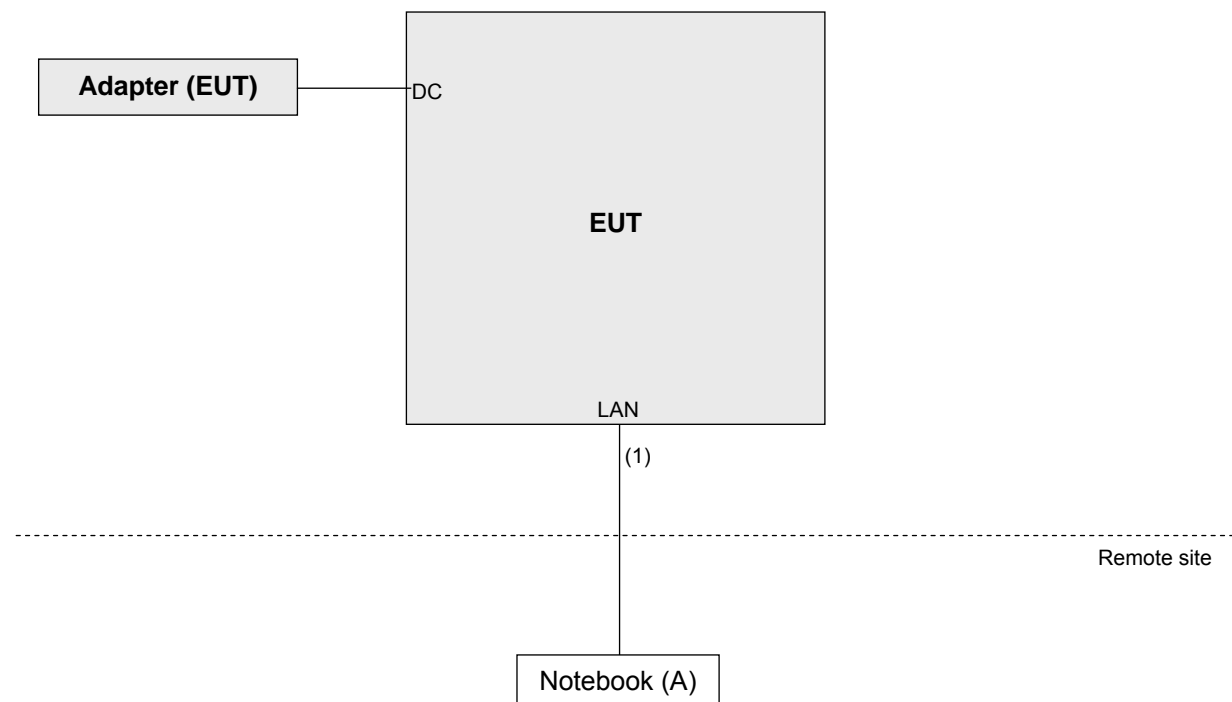 Adapter (EUT)
DC
EUT
LAN
(1)
Remote site
Notebook (A)